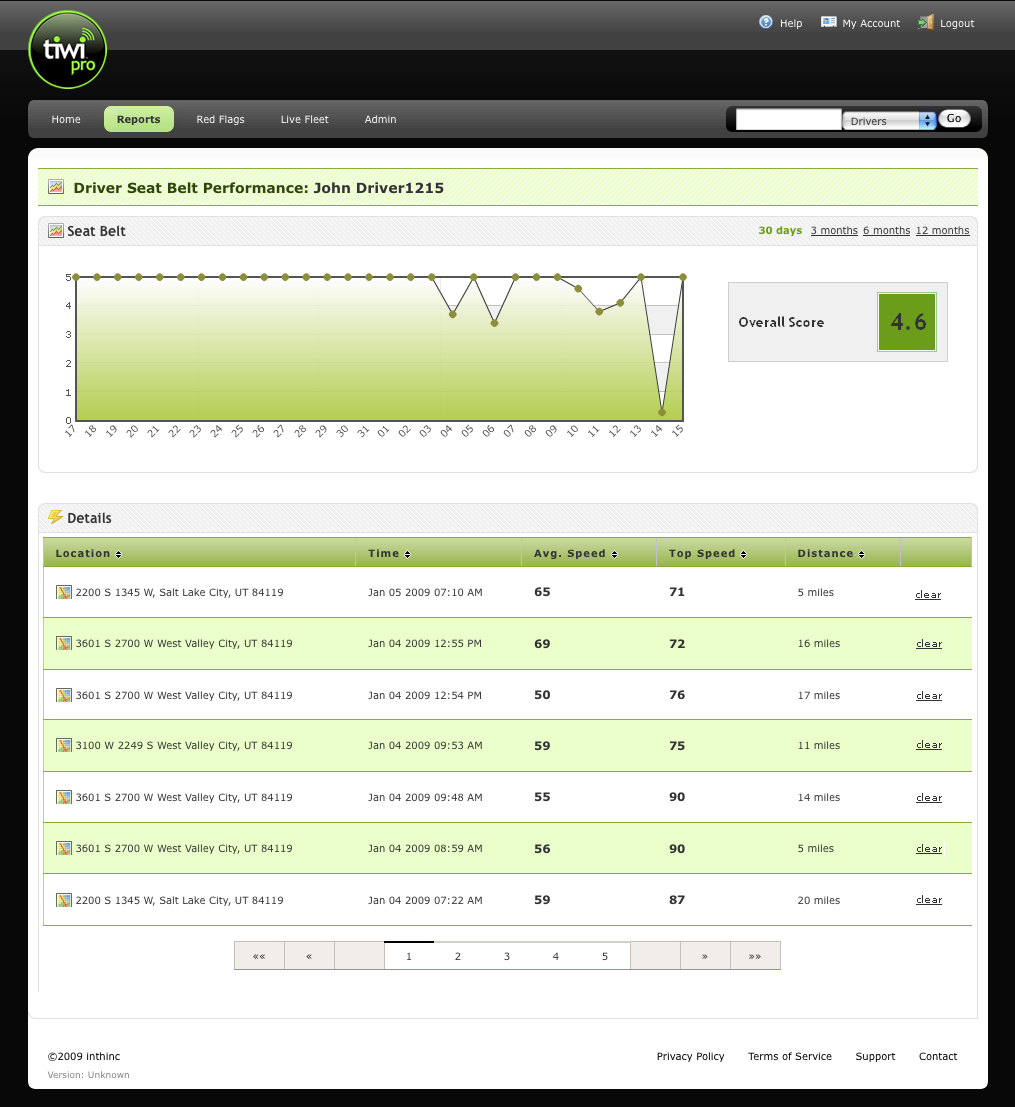 Help My Account Logout
tiwi
pro
Home Reports Red Flags Live Fleet Admin Drivers Go
Driver Seat Belt Performance: John Driver1215
Seat Belt 30 days 3 months 6 months 12 months
5
4
3
2
1
0
17 18 19 20 21 22 23 24 25 26 27 28 29 30 31 01 02 03 04 05 06 07 08 09 10 11 12 13 14 15
Overall Score 4.6
Details
Location Time Avg. Speed Top Speed Distance
2200 S 1345 W, Salt Lake City, UT 84119 Jan 05 2009 07:10 AM 65 71 5 miles clear
3601 S 2700 W West Valley City, UT 84119 Jan 04 2009 12:55 PM 69 72 16 miles clear
3601 S 2700 W West Valley City, UT 84119 Jan 04 2009 12:54 PM 50 76 17 miles clear
3100 W 2249 S West Valley City, UT 84119 Jan 04 2009 09:53 AM 59 75 11 miles clear
3601 S 2700 W West Valley City, UT 84119 Jan 04 2009 09:48 AM 55 90 14 miles clear
3601 S 2700 W West Valley City, UT 84119 Jan 04 2009 08:59 AM 56 90 5 miles clear
2200 S 1345 W, Salt Lake City, UT 84119 Jan 04 2009 07:22 AM 59 87 20 miles clear
«« « 1 2 3 4 5 » »»
©2009 inthinc Privacy Policy Terms of Service Support Contact
Version: Unknown